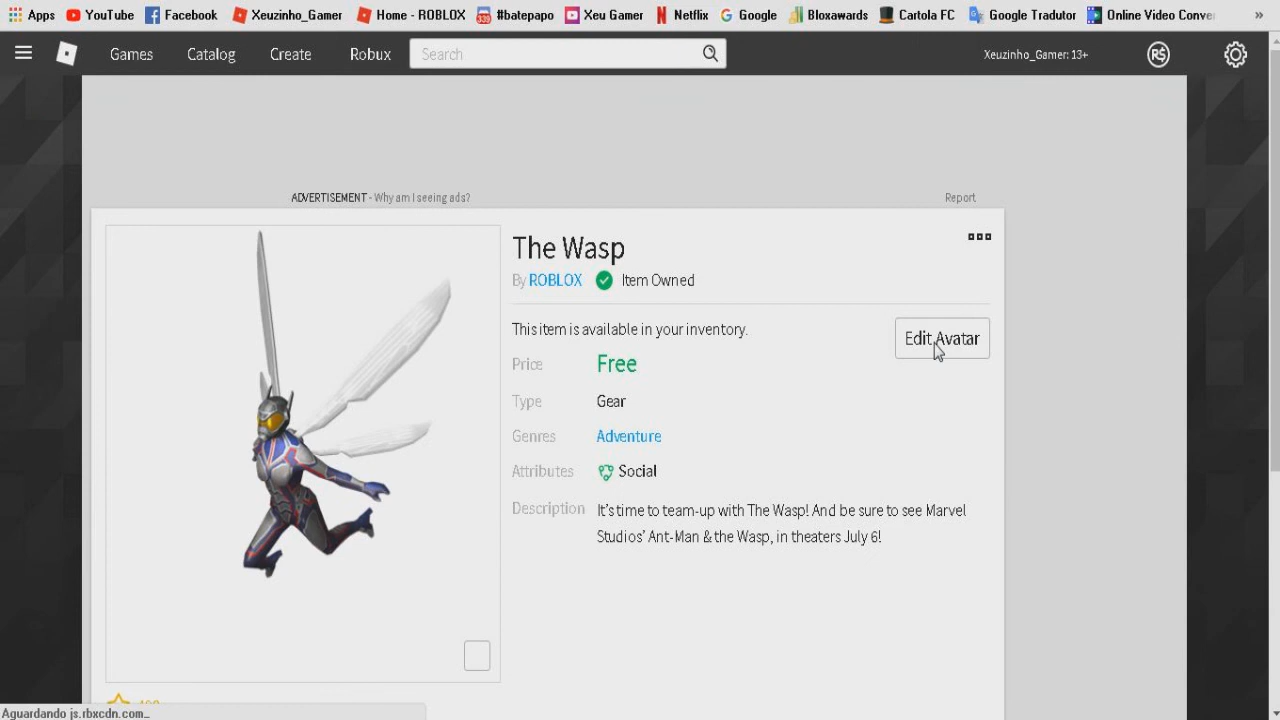 Apps YouTube Facebook Xeuzinho_Gamer Home - ROBLOX 339 #batepapo Xeu Gamer Netflix Google Bloxawards Cartola FC Google Tradutor Online Video Conver »
Games Catalog Create Robux Search Xeuzinho_Gamer: 13+ R$
ADVERTISEMENT - Why am I seeing ads? Report
The Wasp
By ROBLOX Item Owned
This item is available in your inventory. Edit Avatar
Price Free
Type Gear
Genres Adventure
Attributes Social
Description It's time to team-up with The Wasp! And be sure to see Marvel
Studios' Ant-Man & the Wasp, in theaters July 6!
Aguardando js.rbxcdn.com...